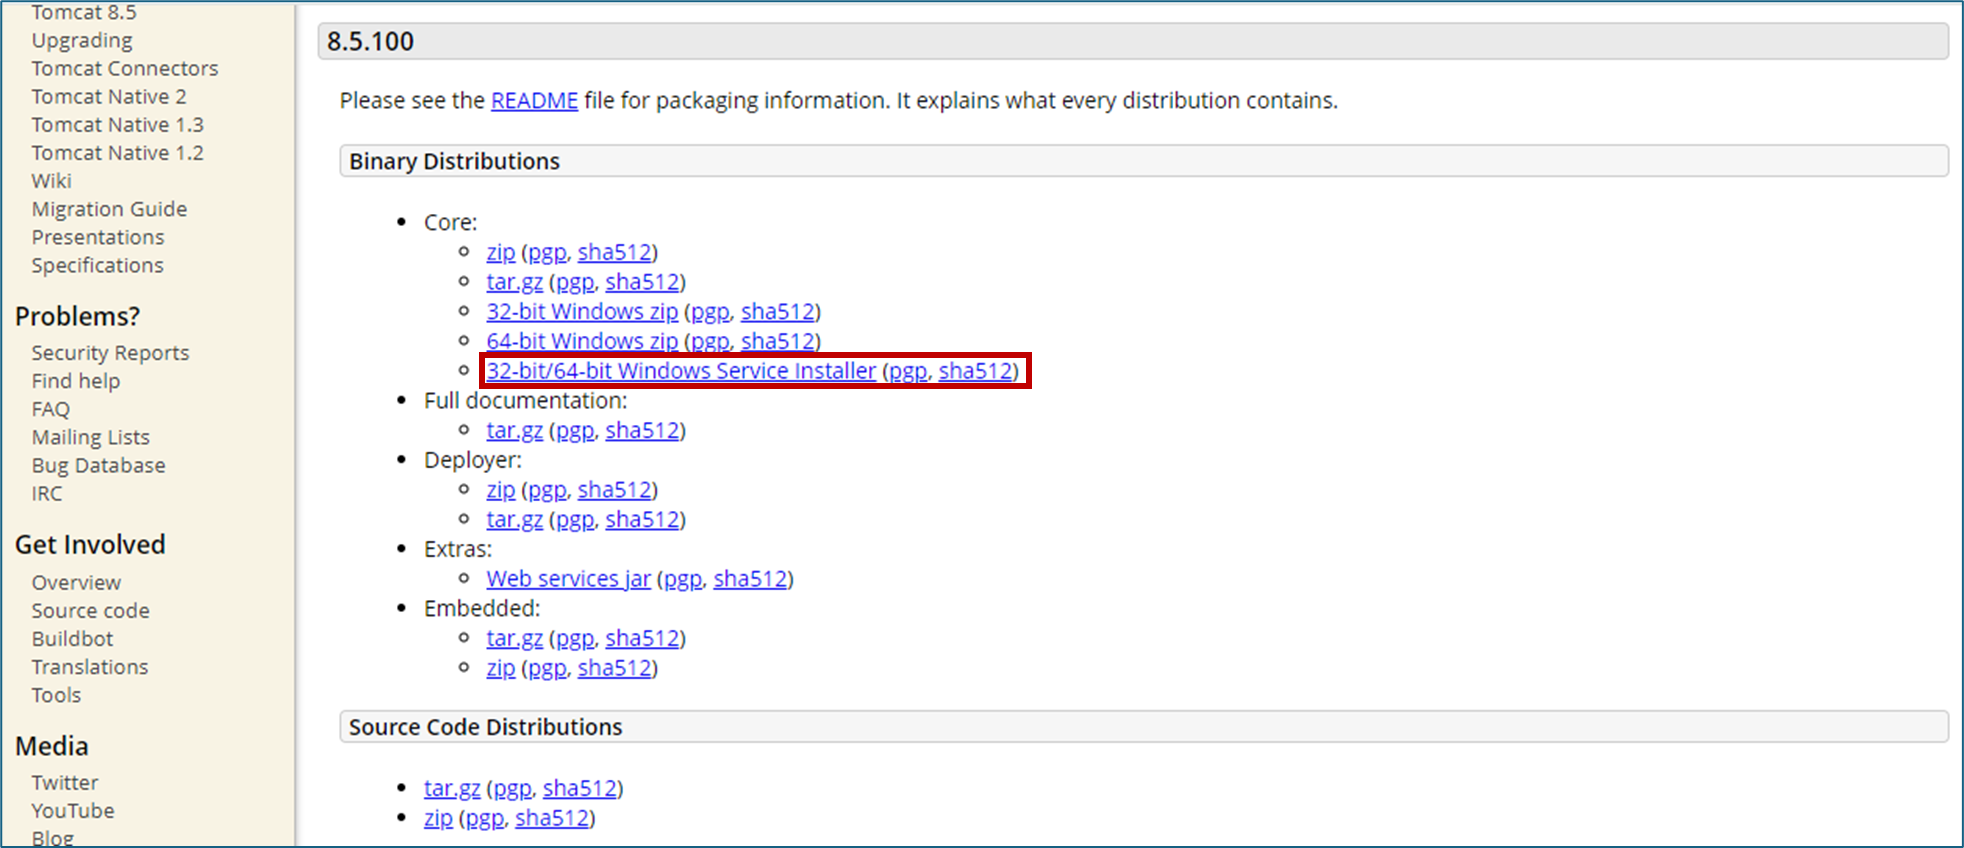 Tomcat 8.5
Upgrading
Tomcat Connectors
Tomcat Native 2
Tomcat Native 1.3
Tomcat Native 1.2
Wiki
Migration Guide
Presentations
Specifications
Problems?
Security Reports
Find help
FAQ
Mailing Lists
Bug Database
IRC
Get Involved
Overview
Source code
Buildbot
Translations
Tools
Media
Twitter
YouTube
Blog
8.5.100
Please see the README file for packaging information. It explains what every distribution contains.
Binary Distributions
Core:
zip (pgp, sha512)
tar.gz (pgp, sha512)
32-bit Windows zip (pgp, sha512)
64-bit Windows zip (pgp, sha512)
32-bit/64-bit Windows Service Installer (pgp, sha512)
Full documentation:
tar.gz (pgp, sha512)
Deployer:
zip (pgp, sha512)
tar.gz (pgp, sha512)
Extras:
Web services jar (pgp, sha512)
Embedded:
tar.gz (pgp, sha512)
zip (pgp, sha512)
Source Code Distributions
tar.gz (pgp, sha512)
zip (pgp, sha512)